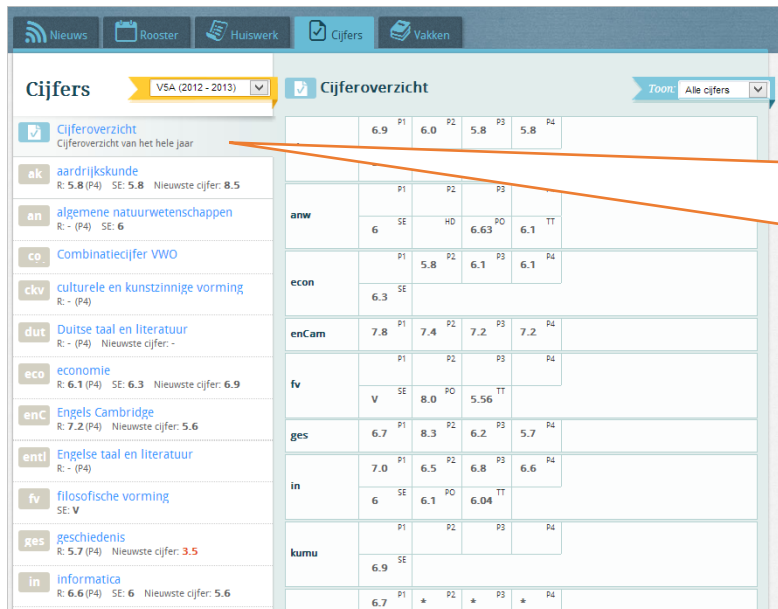 Nieuws Rooster Huiswerk Cijfers Vakken
Cijfers V5A (2012 - 2013)
Cijferoverzicht
Cijferoverzicht van het hele jaar
ak aardrijkskunde
R: 5.8 (P4) SE: 5.8 Nieuwste cijfer: 8.5
an algemene natuurwetenschappen
R: - (P4) SE: 6
co. Combinatiecijfer VWO
ckv culturele en kunstzinnige vorming
R: - (P4)
dut Duitse taal en literatuur
R: - (P4) Nieuwste cijfer: -
eco economie
R: 6.1 (P4) SE: 6.3 Nieuwste cijfer: 6.9
enC Engels Cambridge
R: 7.2 (P4) Nieuwste cijfer: 5.6
entl Engelse taal en literatuur
R: - (P4)
fv filosofische vorming
SE: V
ges geschiedenis
R: 5.7 (P4) Nieuwste cijfer: 3.5
in informatica
R: 6.6 (P4) SE: 6 Nieuwste cijfer: 5.6
Cijferoverzicht Toon: Alle cijfers
6.9 P1 6.0 P2 5.8 P3 5.8 P4
P1 P2 P3 P4
anw
6 SE HD 6.63 PO 6.1 TT
P1 5.8 P2 6.1 P3 6.1 P4
econ
6.3 SE
enCam 7.8 P1 7.4 P2 7.2 P3 7.2 P4
P1 P2 P3 P4
fv
V SE 8.0 PO 5.56 TT
ges 6.7 P1 8.3 P2 6.2 P3 5.7 P4
7.0 P1 6.5 P2 6.8 P3 6.6 P4
in
6 SE 6.1 PO 6.04 TT
P1 P2 P3 P4
kumu
6.9 SE
6.7 P1 * P2 * P3 * P4